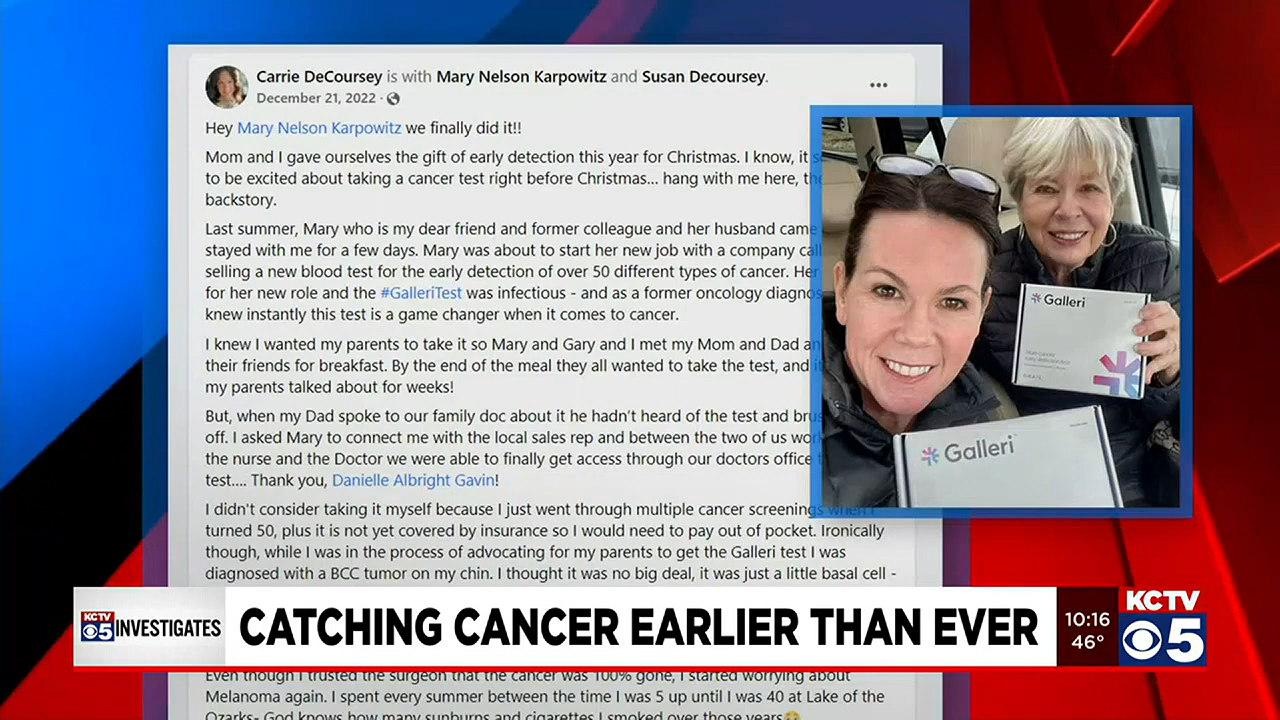 Carrie DeCoursey is with Mary Nelson Karpowitz and Susan Decoursey.
December 21, 2022 ·
Hey Mary Nelson Karpowitz we finally did it!!
Mom and I gave ourselves the gift of early detection this year for Christmas. I know, it
to be excited about taking a cancer test right before Christmas... hang with me here,
backstory.
Last summer, Mary who is my dear friend and former colleague and her husband came
stayed with me for a few days. Mary was about to start her new job with a company
selling a new blood test for the early detection of over 50 different types of cancer. Her
for her new role and the #GalleriTest was infectious - and as a former oncology
knew instantly this test is a game changer when it comes to cancer.
I knew I wanted my parents to take it so Mary and Gary and I met my Mom and Dad
their friends for breakfast. By the end of the meal they all wanted to take the test, and
my parents talked about for weeks!
But, when my Dad spoke to our family doc about it he hadn't heard of the test and
off. I asked Mary to connect me with the local sales rep and between the two of us
the nurse and the Doctor we were able to finally get access through our doctors office
test.... Thank you, Danielle Albright Gavin!
I didn't consider taking it myself because I just went through multiple cancer screenings when I
turned 50, plus it is not yet covered by insurance so I would need to pay out of pocket. Ironically
though, while I was in the process of advocating for my parents to get the Galleri test I was
diagnosed with a BCC tumor on my chin. I thought it was no big deal, it was just a little basal cell -
Even though I trusted the surgeon that the cancer was 100% gone, I started worrying about
Melanoma again. I spent every summer between the time I was 5 up until I was 40 at Lake of the
Ozarks- God knows how many sunburns and cigarettes I smoked over those years
Galleri
Galleri
KCTV
5 INVESTIGATES
CATCHING CANCER EARLIER THAN EVER
10:16
46°
KCTV
5